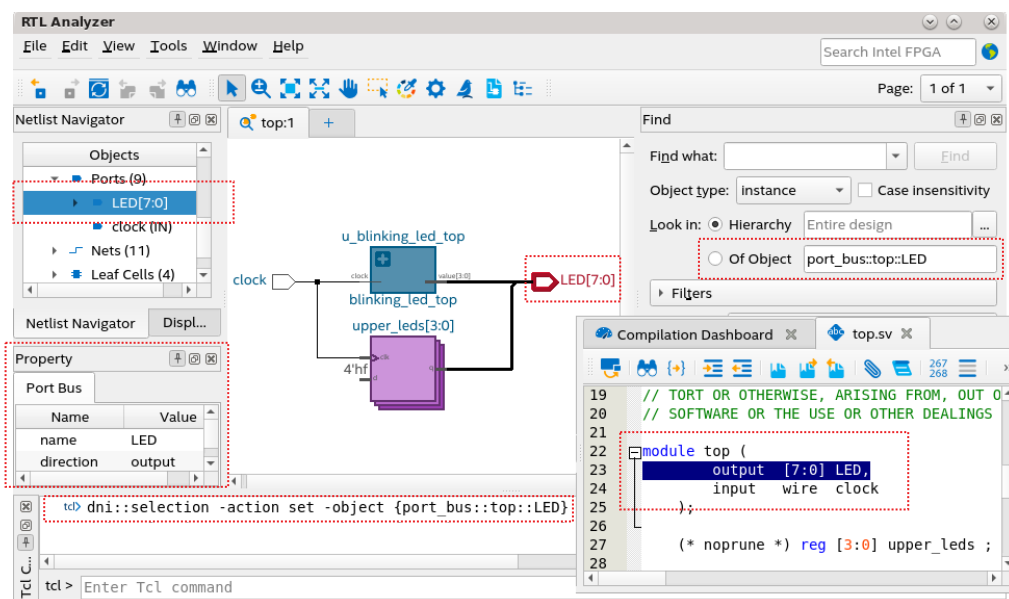 RTL Analyzer
File Edit View Tools Window Help
Search Intel FPGA
Page: 1 of 1
Netlist Navigator
Objects
Ports (9)
LED[7:0]
clock (IN)
Nets (11)
Leaf Cells (4)
Netlist Navigator Displ...
Property
Port Bus
Name Value
name LED
direction output
top:1 +
u_blinking_led_top
clock
clock
value[3:0]
LED[7:0]
blinking_led_top
upper_leds[3:0]
clk
4'hf
d
q
Find
Find what: Find
Object type: instance Case insensitivity
Look in: Hierarchy Entire design ...
Of Object port_bus::top::LED
Filters
Compilation Dashboard top.sv
abc
267
268
19 // TORT OR OTHERWISE, ARISING FROM, OUT O
20 // SOFTWARE OR THE USE OR OTHER DEALINGS
21
22 module top (
23 output [7:0] LED,
24 input wire clock
25 );
26
27 (* noprune *) reg [3:0] upper_leds ;
28
tcl> dni::selection -action set -object {port_bus::top::LED}
Tcl C...
tcl > Enter Tcl command